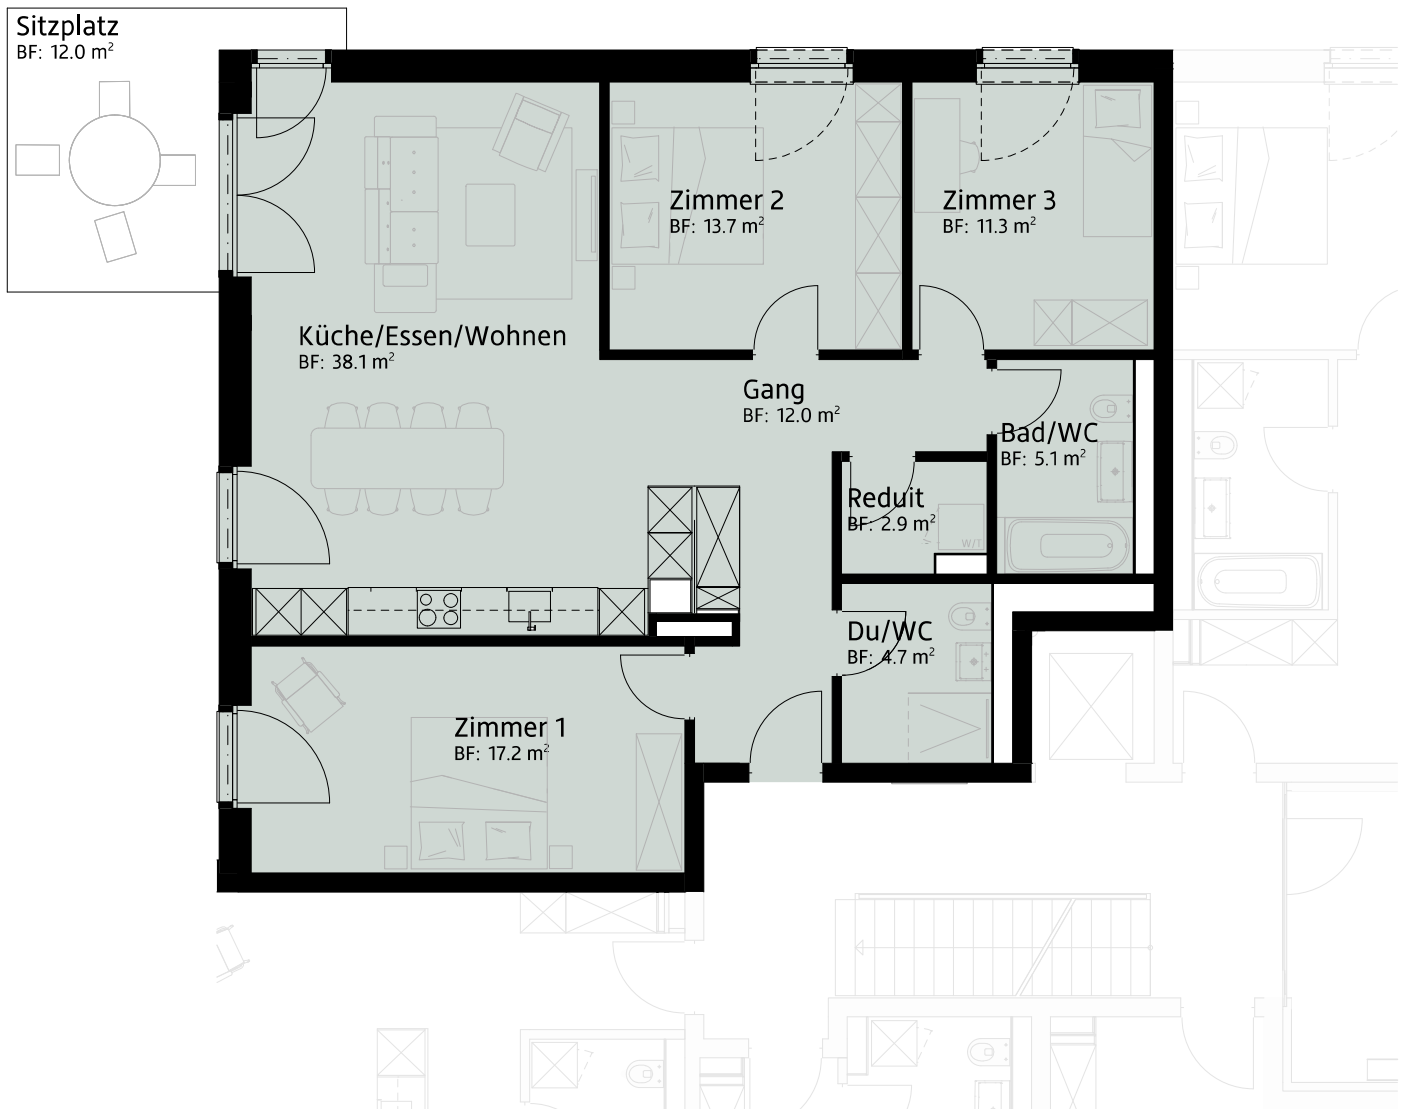 Sitzplatz
BF: 12.0 m²
Zimmer 2
BF: 13.7 m²
Zimmer 3
BF: 11.3 m²
Küche/Essen/Wohnen
BF: 38.1 m²
Gang
BF: 12.0 m²
Bad/WC
BF: 5.1 m²
Reduit
BF: 2.9 m²
W/T
Du/WC
BF: 4.7 m²
Zimmer 1
BF: 17.2 m²